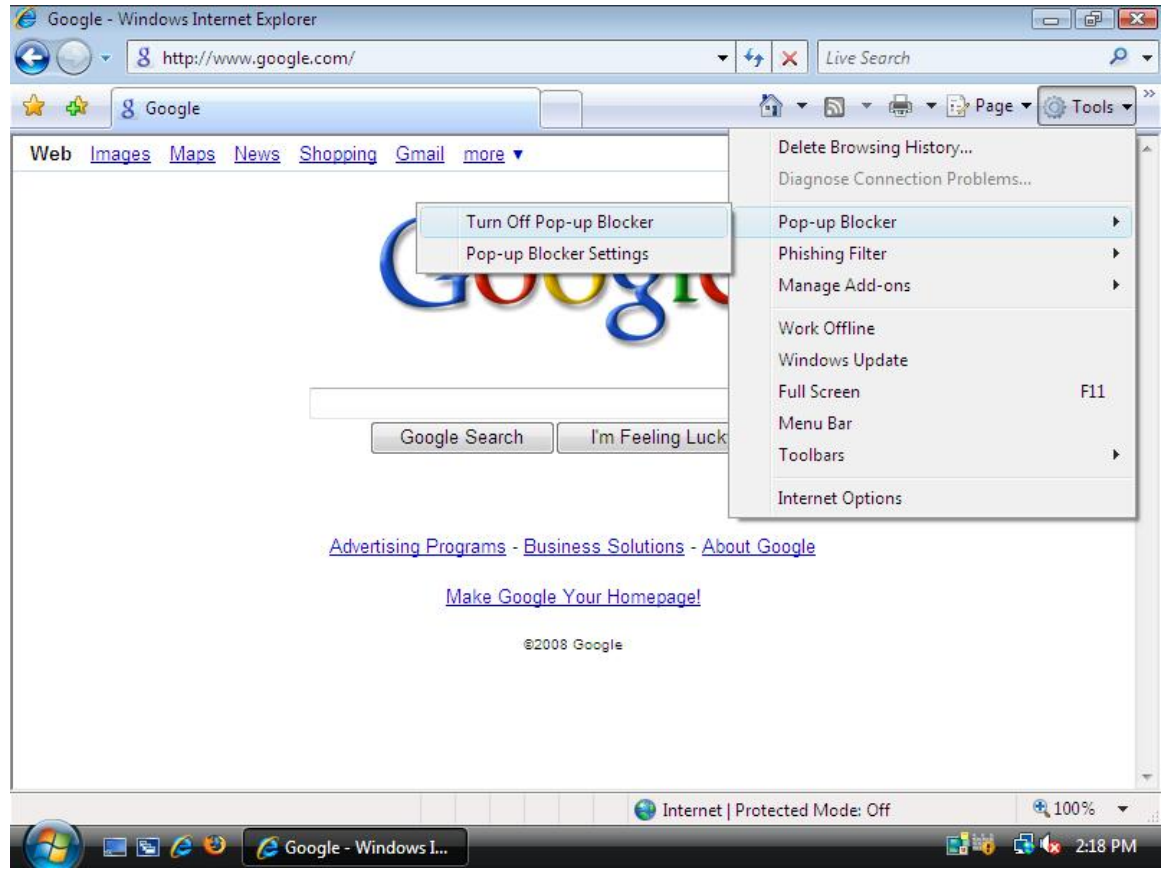 Google - Windows Internet Explorer
http://www.google.com/
Live Search
Google
Page
Tools
Web Images Maps News Shopping Gmail more
Delete Browsing History...
Diagnose Connection Problems...
Pop-up Blocker
Turn Off Pop-up Blocker
Pop-up Blocker Settings
Phishing Filter
Manage Add-ons
Work Offline
Windows Update
Full Screen F11
Menu Bar
Toolbars
Internet Options
Google Search
I'm Feeling Luck
Advertising Programs - Business Solutions - About Google
Make Google Your Homepage!
©2008 Google
Internet | Protected Mode: Off
100%
Google - Windows I...
2:18 PM